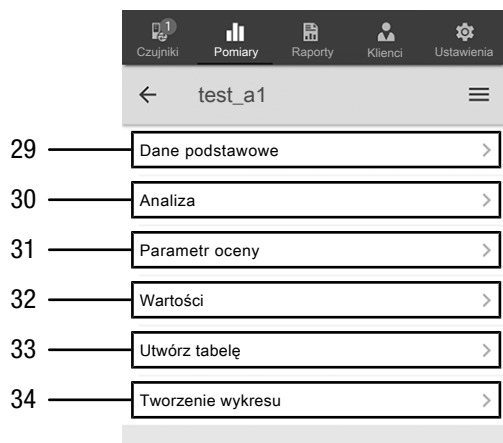 1
Czujniki Pomiary Raporty Klienci Ustawienia
test_a1
29 Dane podstawowe
30 Analiza
31 Parametr oceny
32 Wartości
33 Utwórz tabelę
34 Tworzenie wykresu